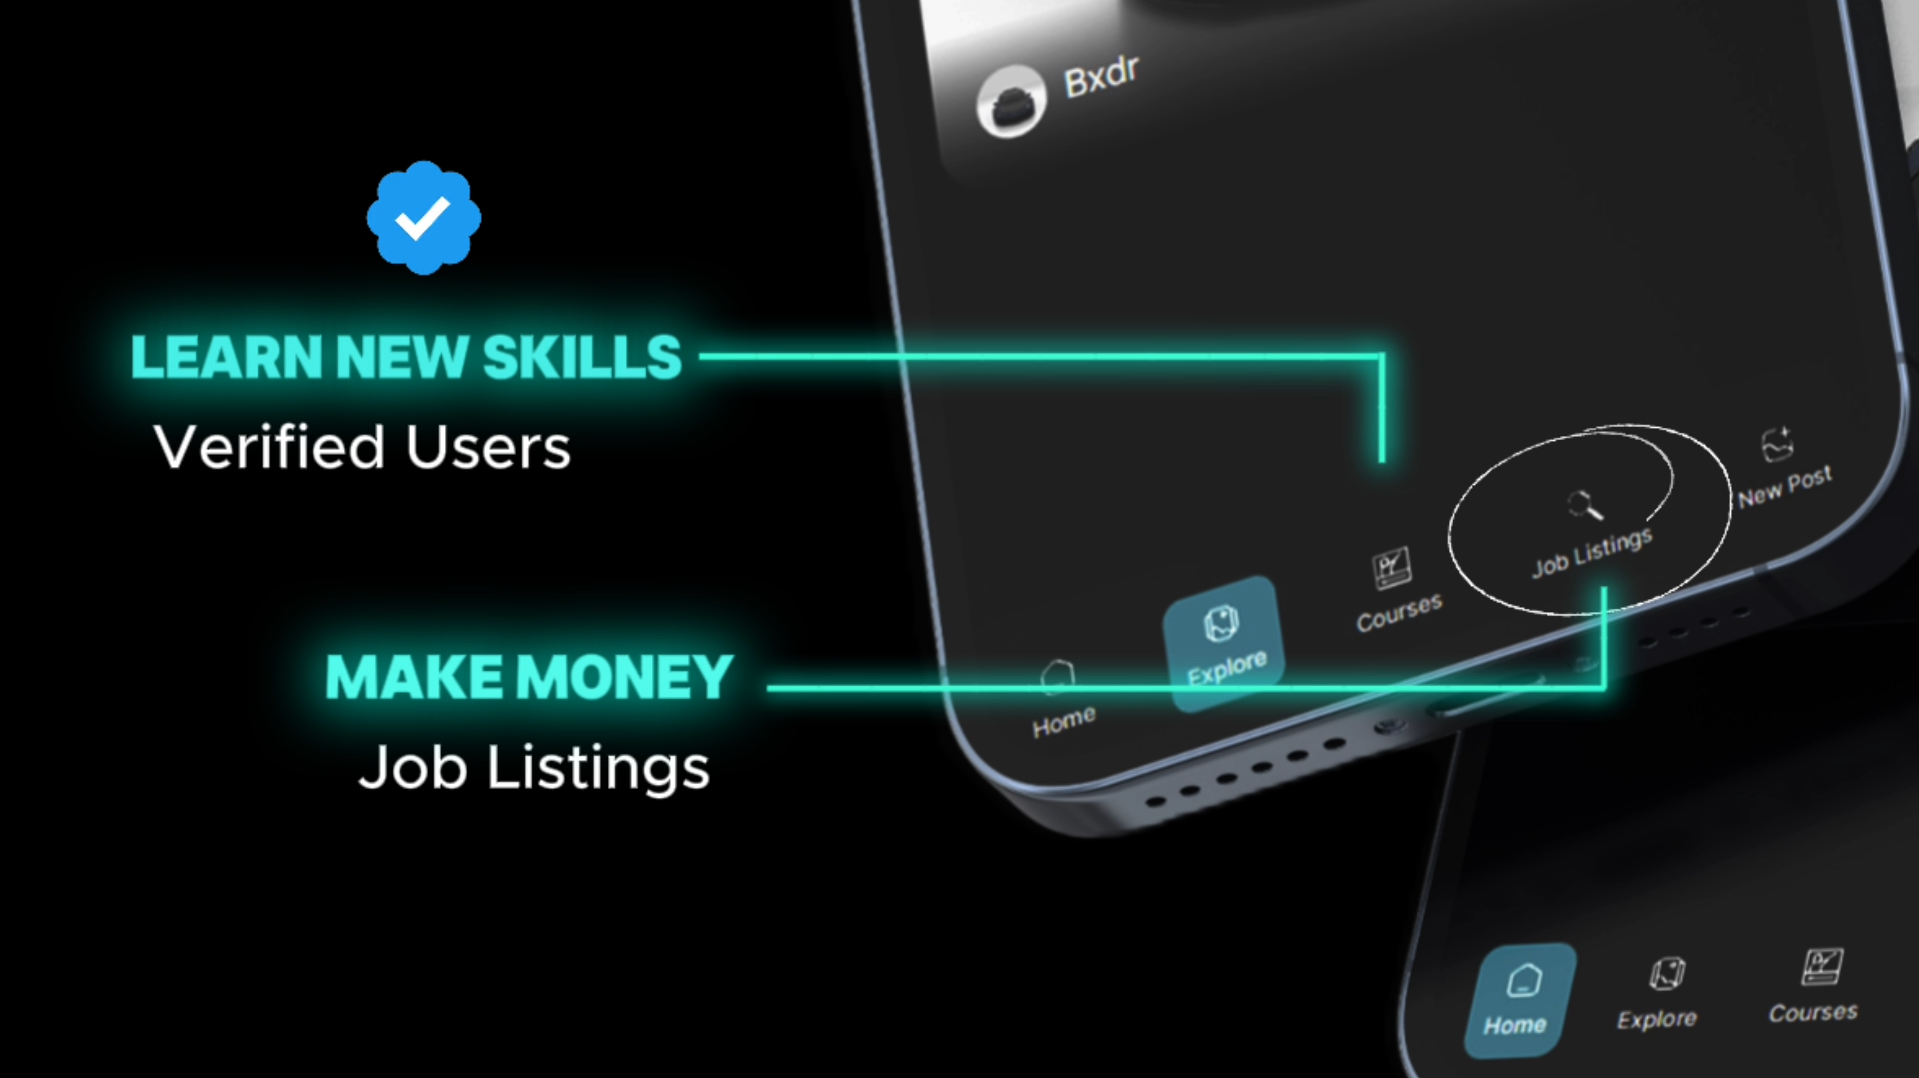 Bxdr
LEARN NEW SKILLS
Verified Users
New Post
Job Listings
Courses
Explore
Home
MAKE MONEY
Job Listings
Home
Explore
Courses